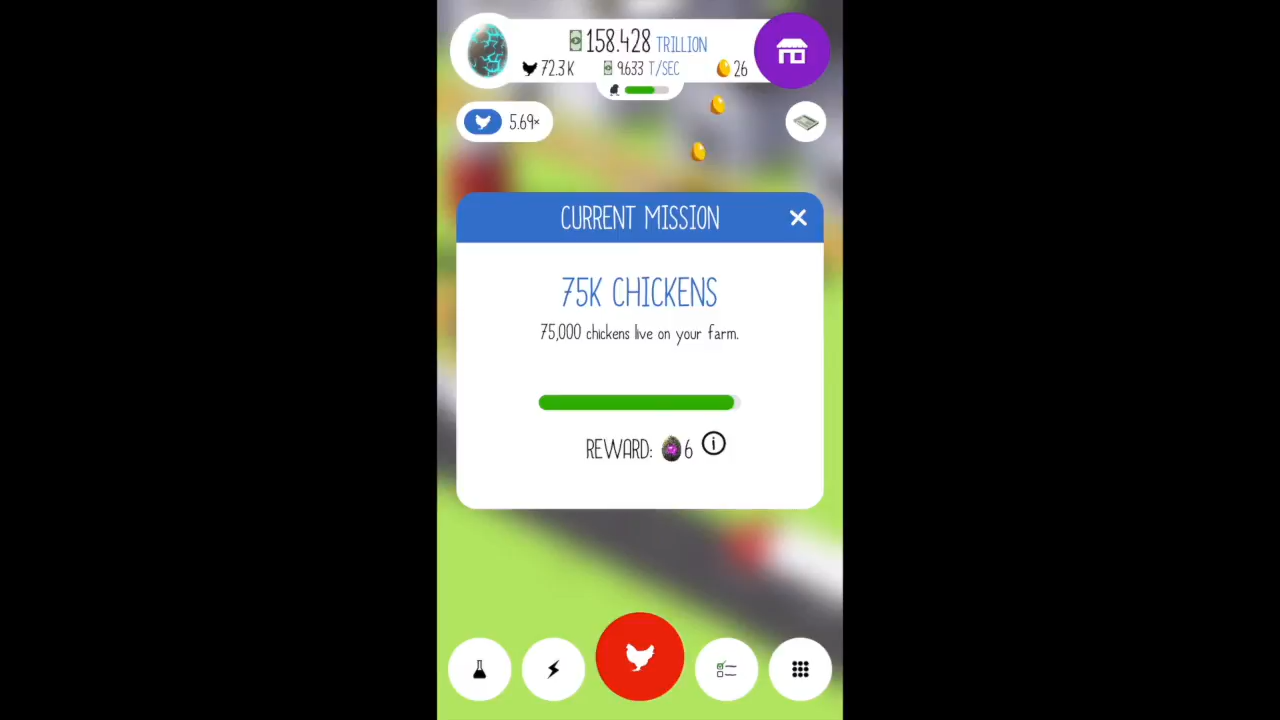 158.428 TRILLION
72.3 K 9.633 T/SEC 26
5.69×
CURRENT MISSION
75K CHICKENS
75,000 chickens live on your farm.
REWARD: 6 i